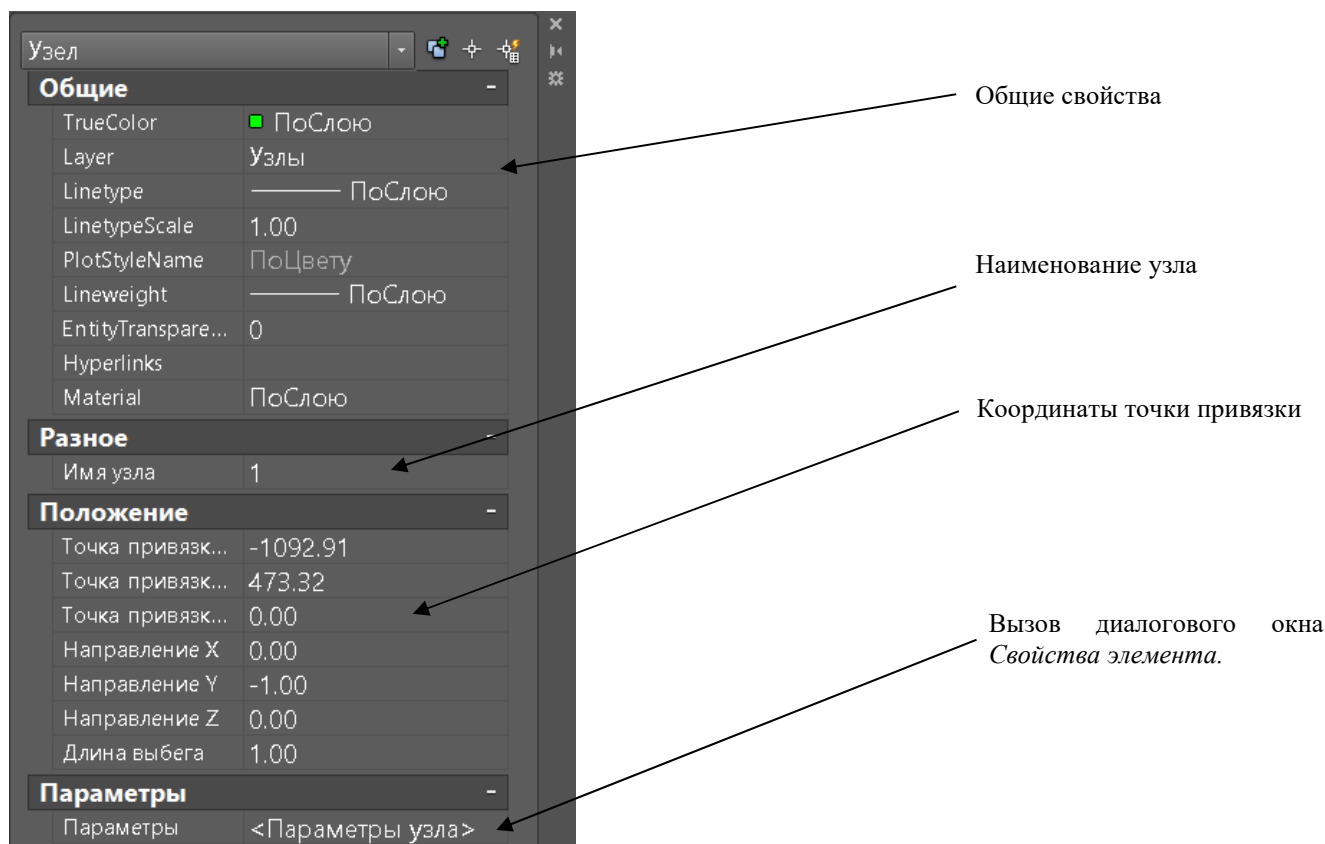 Узел
Общие
TrueColor ПоСлою
Layer Узлы
Linetype ПоСлою
LinetypeScale 1.00
PlotStyleName ПоЦвету
Lineweight ПоСлою
EntityTranspare... 0
Hyperlinks
Material ПоСлою
Разное
Имя узла 1
Положение
Точка привязк... -1092.91
Точка привязк... 473.32
Точка привязк... 0.00
Направление X 0.00
Направление Y -1.00
Направление Z 0.00
Длина выбега 1.00
Параметры
Параметры <Параметры узла>
Общие свойства
Наименование узла
Координаты точки привязки
Вызов диалогового окна
Свойства элемента.